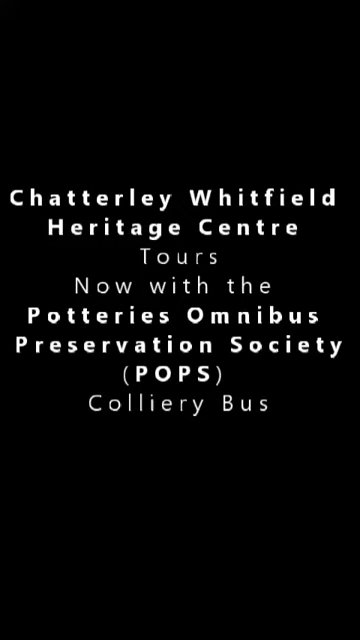 Chatterley Whitfield
Heritage Centre
Tours
Now with the
Potteries Omnibus
Preservation Society
(POPS)
Colliery Bus